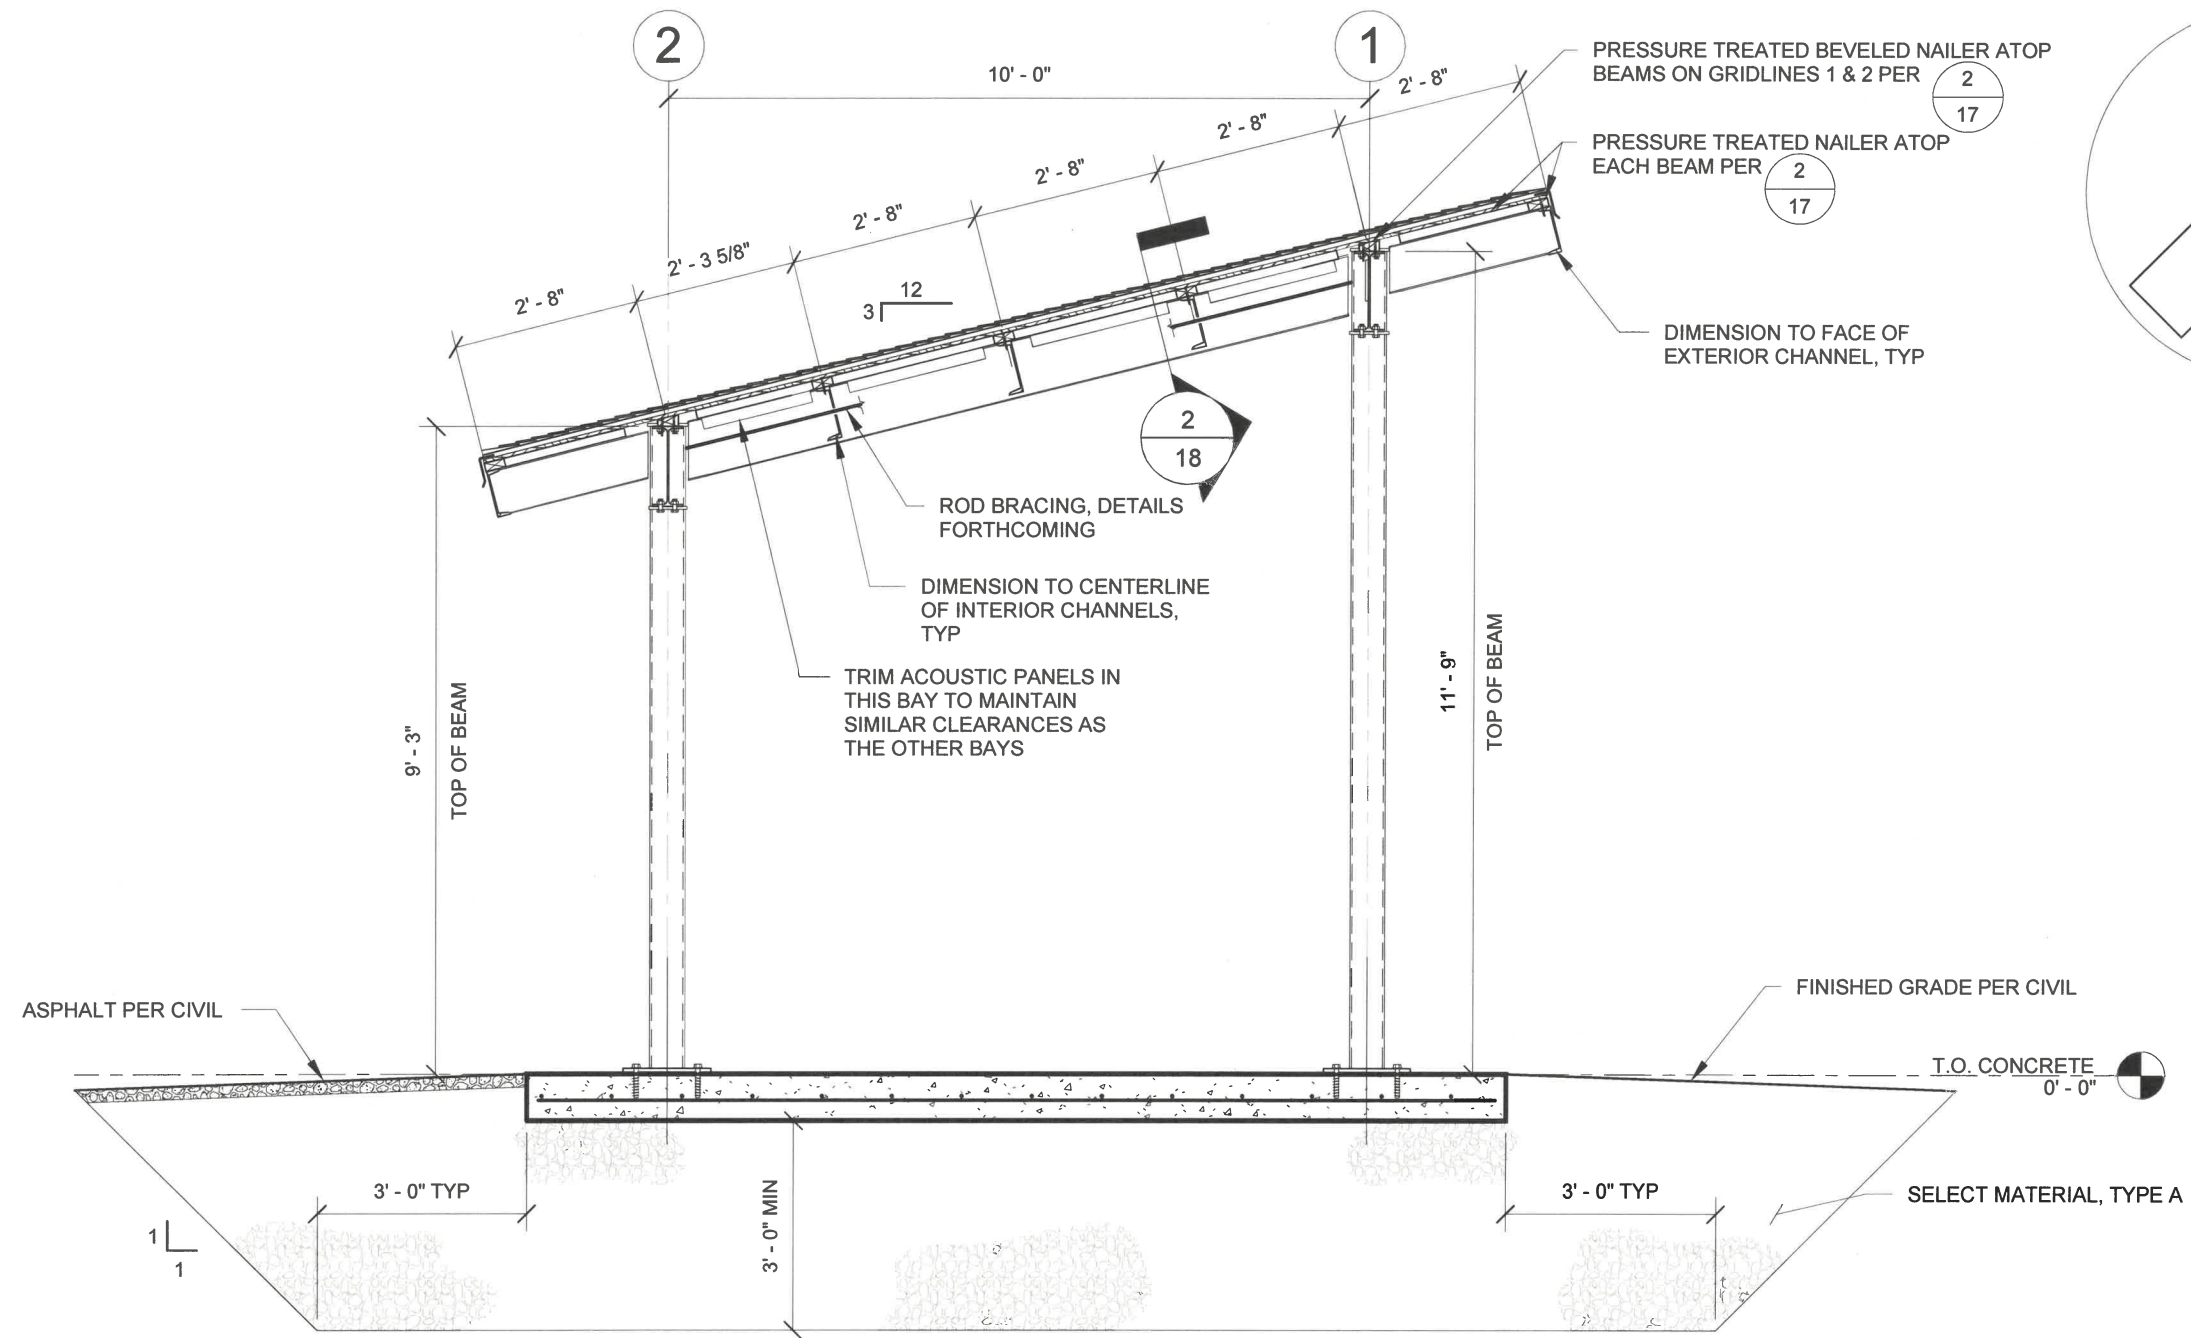 2
1
10' - 0"
2' - 8"
2' - 8"
2' - 8"
2' - 8"
2' - 3 5/8"
2' - 8"
12
3
PRESSURE TREATED BEVELED NAILER ATOP
BEAMS ON GRIDLINES 1 & 2 PER
2
17
PRESSURE TREATED NAILER ATOP
EACH BEAM PER
2
17
DIMENSION TO FACE OF
EXTERIOR CHANNEL, TYP
2
18
ROD BRACING, DETAILS
FORTHCOMING
DIMENSION TO CENTERLINE
OF INTERIOR CHANNELS,
TYP
TRIM ACOUSTIC PANELS IN
THIS BAY TO MAINTAIN
SIMILAR CLEARANCES AS
THE OTHER BAYS
9' - 3"
TOP OF BEAM
11' - 9"
TOP OF BEAM
ASPHALT PER CIVIL
FINISHED GRADE PER CIVIL
T.O. CONCRETE
0' - 0"
3' - 0" TYP
3' - 0" MIN
3' - 0" TYP
SELECT MATERIAL, TYPE A
1
1